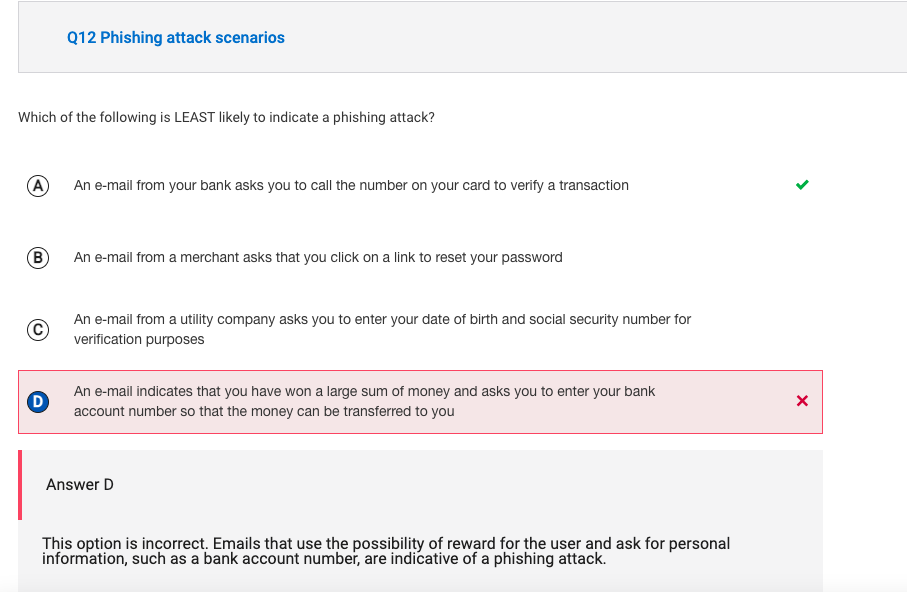 Q12 Phishing attack scenarios
Which of the following is LEAST likely to indicate a phishing attack?
A An e-mail from your bank asks you to call the number on your card to verify a transaction
B An e-mail from a merchant asks that you click on a link to reset your password
C An e-mail from a utility company asks you to enter your date of birth and social security number for
verification purposes
D An e-mail indicates that you have won a large sum of money and asks you to enter your bank
account number so that the money can be transferred to you
Answer D
This option is incorrect. Emails that use the possibility of reward for the user and ask for personal
information, such as a bank account number, are indicative of a phishing attack.